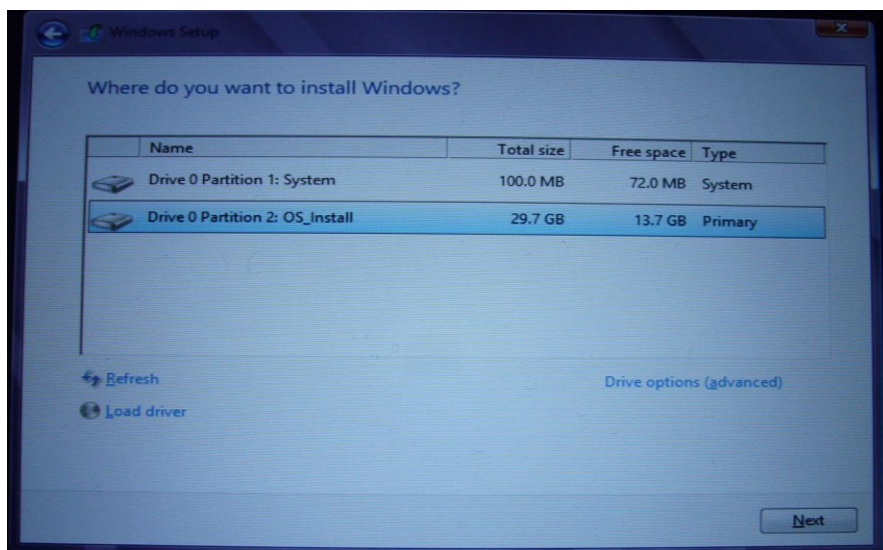 Windows Setup
Where do you want to install Windows?
Name Total size Free space Type
Drive 0 Partition 1: System 100.0 MB 72.0 MB System
Drive 0 Partition 2: OS_Install 29.7 GB 13.7 GB Primary
Refresh Drive options (advanced)
Load driver
Next